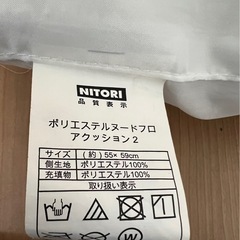 NITORI
品質表示
ポリエステルヌードフロ
アクッション2
サイズ (約)55×59cm
側生地 ポリエステル100%
充填物 ポリエステル100%
取り扱い表示
W